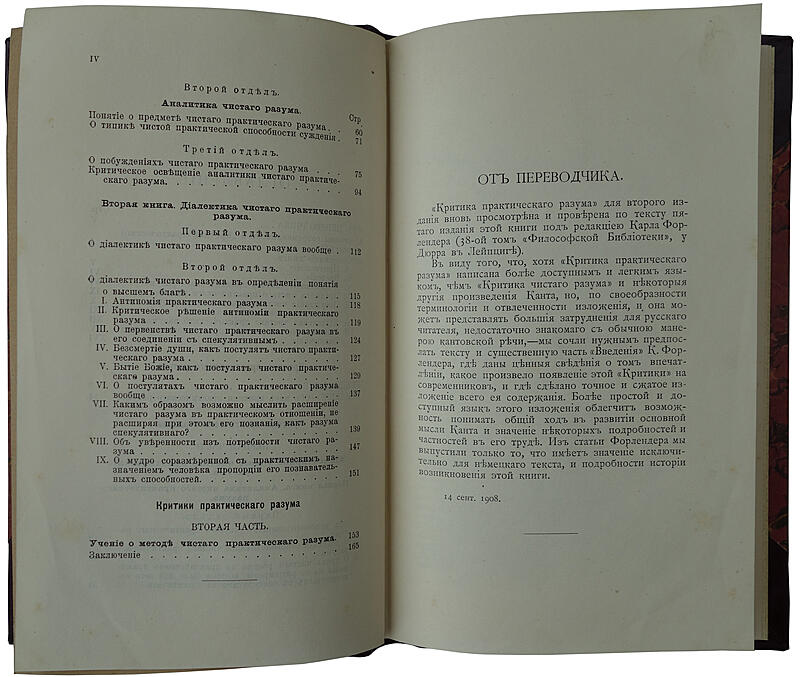 IV
Второй отдѣлъ.
Аналитика чистаго разума.
Стр
Понятіе о предметѣ чистаго практическаго разума . . 60
О типикѣ чистой практической способности сужденія . 71
Третій отдѣлъ.
О побужденіяхъ чистаго практическаго разума . . . 75
Критическое освѣщеніе аналитики чистаго практиче-
скаго разума. . . . . . . . . . . . . . . . 94
Вторая книга. Діалектика чистаго практическаго
разума.
Первый отдѣлъ.
О діалектикѣ чистаго практическаго разума вообще . 112
Второй отдѣлъ.
О діалектикѣ чистаго разума въ опредѣленіи понятія
о высшемъ благѣ . . . . . . . . . . . . . 115
I. Антиномія практическаго разума . . . . . . . 118
II. Критическое рѣшеніе антиноміи практическаго
разума . . . . . . . . . . . . . . . . . 119
III. О первенствѣ чистаго практическаго разума въ
его соединеніи съ спекулятивнымъ . . . . . . 124
IV. Безсмертіе души, какъ постулятъ чистаго практи-
ческаго разума . . . . . . . . . . . . . . 127
V. Бытіе Божіе, какъ постулятъ чистаго практиче-
скаго разума . . . . . . . . . . . . . . . 129
VI. О постулатахъ чистаго практическаго разума
вообще . . . . . . . . . . . . . . . . . 137
VII. Какимъ образомъ возможно мыслить расширеніе
чистаго разума въ практическомъ отношеніи, не
расширяя при этомъ его познанія, какъ разума
спекулятивнаго? . . . . . . . . . . . . . . 139
VIII. Объ увѣренности изъ потребности чистаго ра-
зума . . . . . . . . . . . . . . . . . . 147
IX. О мудро соразмѣренной съ практическимъ наз-
наченіемъ человѣка пропорціи его познаватель-
ныхъ способностей. . . . . . . . . . . . . 151
Критики практическаго разума
ВТОРАЯ ЧАСТЬ.
Ученіе о методѣ чистаго практическаго разума. 153
Заключеніе . . . . . . . . . . . . . . . . . 165
ОТЪ ПЕРЕВОДЧИКА.
«Критика практическаго разума» для второго из-
данія вновь просмотрѣна и провѣрена по тексту пя-
таго изданія этой книги подъ редакціею Карла Фор-
лендера (38-ой томъ «Философской Библіотеки», у
Дюрра въ Лейпцигѣ).
Въ виду того, что, хотя «Критика практическаго
разума» написана болѣе доступнымъ и легкимъ язы-
комъ, чѣмъ «Критика чистаго разума» и нѣкоторыя
другія произведенія Канта, но, по своеобразности
терминологіи и отвлеченности изложенія, и она мо-
жетъ представлять большія затрудненія для русскаго
читателя, недостаточно знакомаго съ обычною мане-
рою кантовской рѣчи,—мы сочли нужнымъ предпос-
лать тексту и существенную часть «Введенія» К. Фор-
лендера, гдѣ даны цѣнныя свѣдѣнія о томъ впечат-
лѣніи, какое произвело появленіе этой «Критики» на
современниковъ, и гдѣ сдѣлано точное и сжатое из-
ложеніе всего ея содержанія. Болѣе простой и до-
ступный языкъ этого изложенія облегчитъ возмож-
ность понимать общій ходъ въ развитіи основной
мысли Канта и значеніе нѣкоторыхъ подробностей и
частностей въ его трудѣ. Изъ статьи Форлендера мы
выпустили только то, что имѣетъ значеніе исключи-
тельно для нѣмецкаго текста, и подробности исторіи
возникновенія этой книги.
14 сент. 1908.